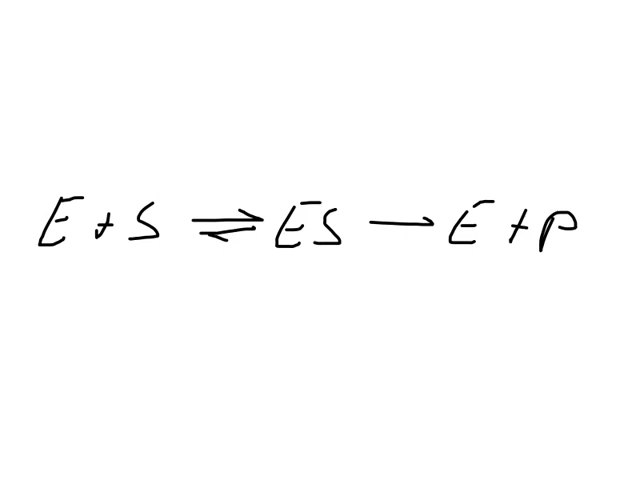 E + S ⇌ ES → E + P